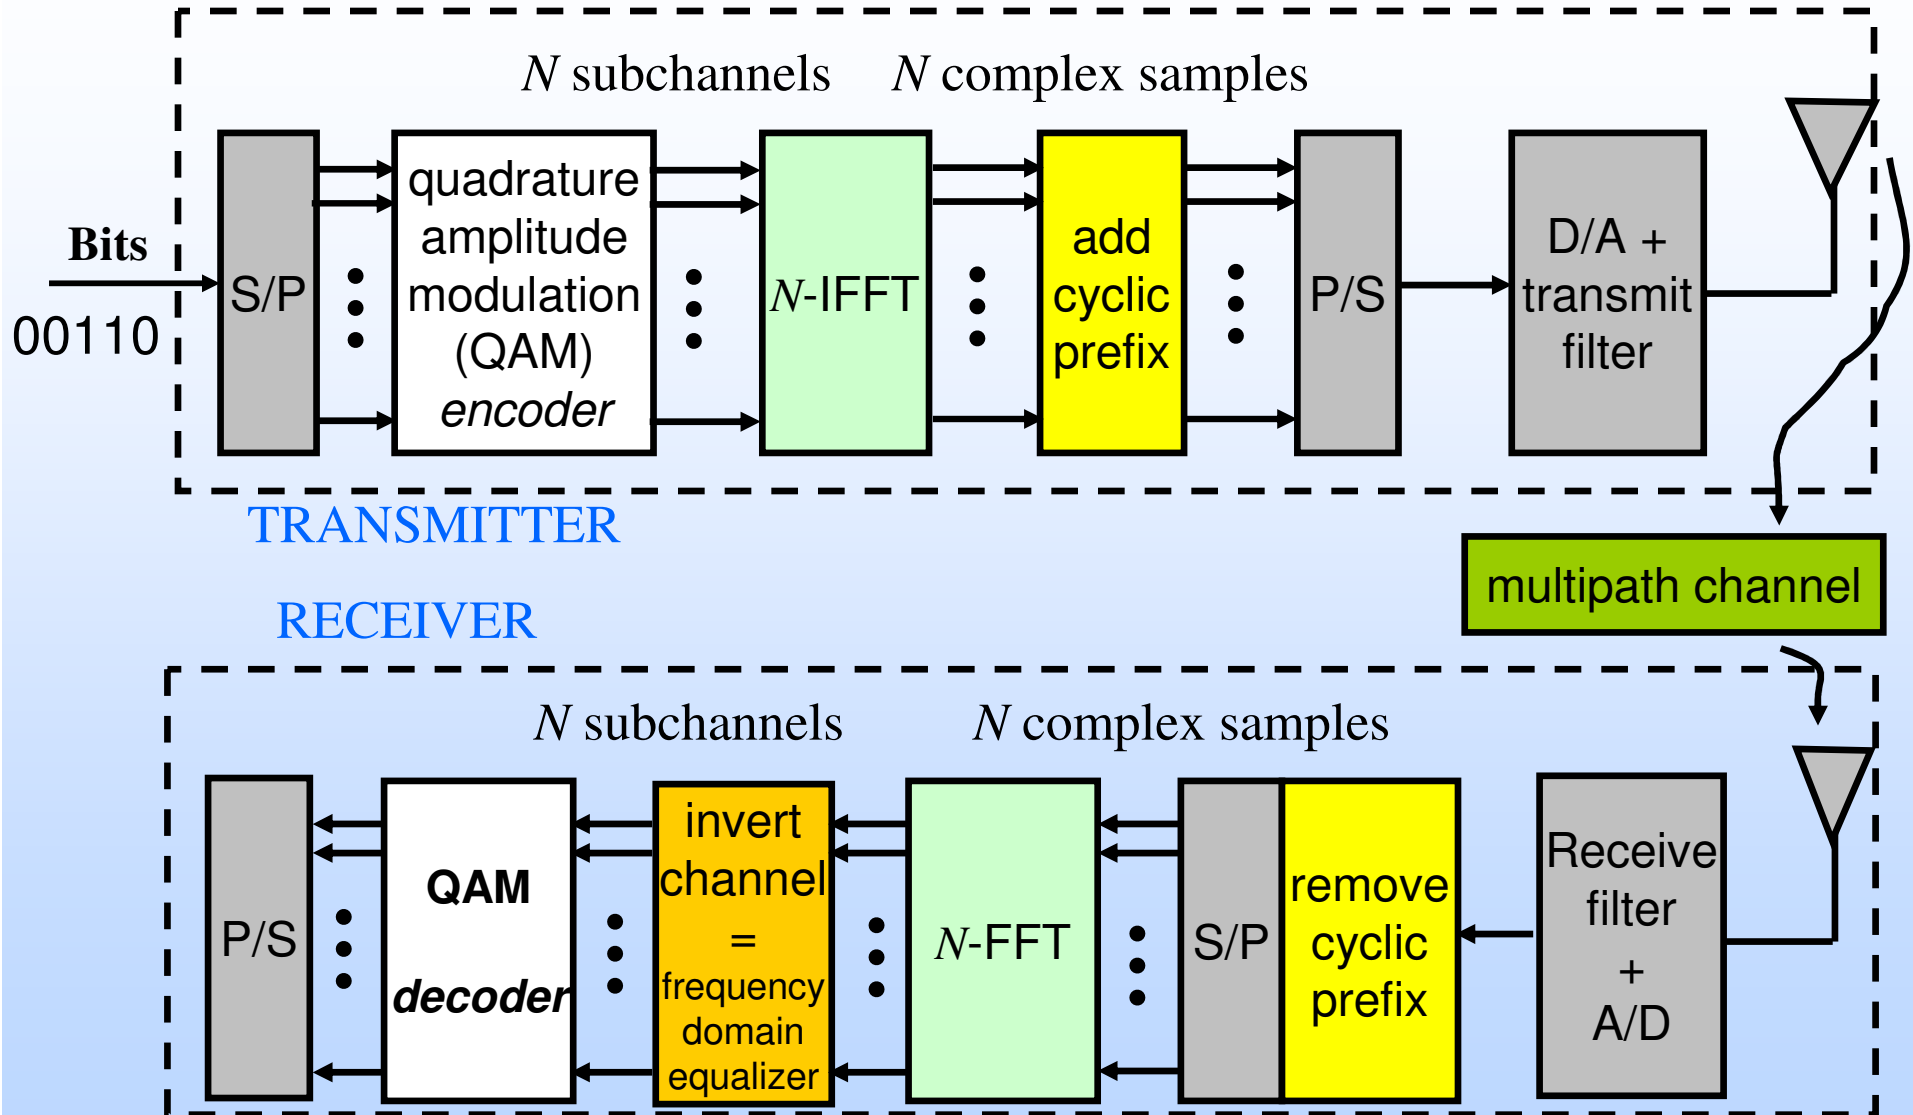 N subchannels
N complex samples
Bits
00110
S/P
quadrature
amplitude
modulation
(QAM)
encoder
N-IFFT
add
cyclic
prefix
P/S
D/A +
transmit
filter
TRANSMITTER
multipath channel
RECEIVER
N subchannels
N complex samples
P/S
QAM
decoder
invert
channel
=
frequency
domain
equalizer
N-FFT
S/P
remove
cyclic
prefix
Receive
filter
+
A/D